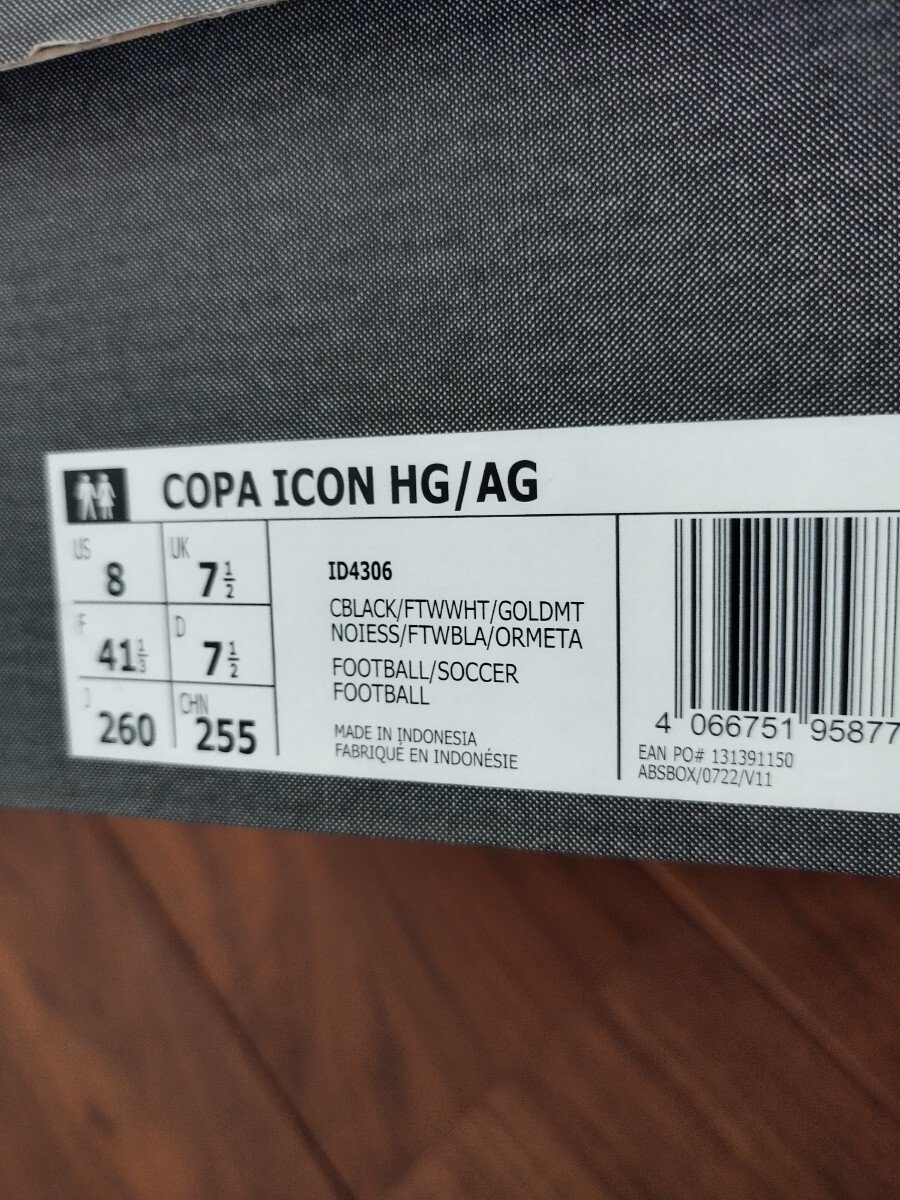 COPA ICON HG/AG
US 8 UK 7 1/2
F 41 1/3 D 7 1/2
J 260 CHN 255
ID4306
CBLACK/FTWWHT/GOLDMT
NOIESS/FTWBLA/ORMETA
FOOTBALL/SOCCER
FOOTBALL
MADE IN INDONESIA
FABRIQUÉ EN INDONÉSIE
4 066751 95877
EAN PO# 131391150
ABSBOX/0722/V11